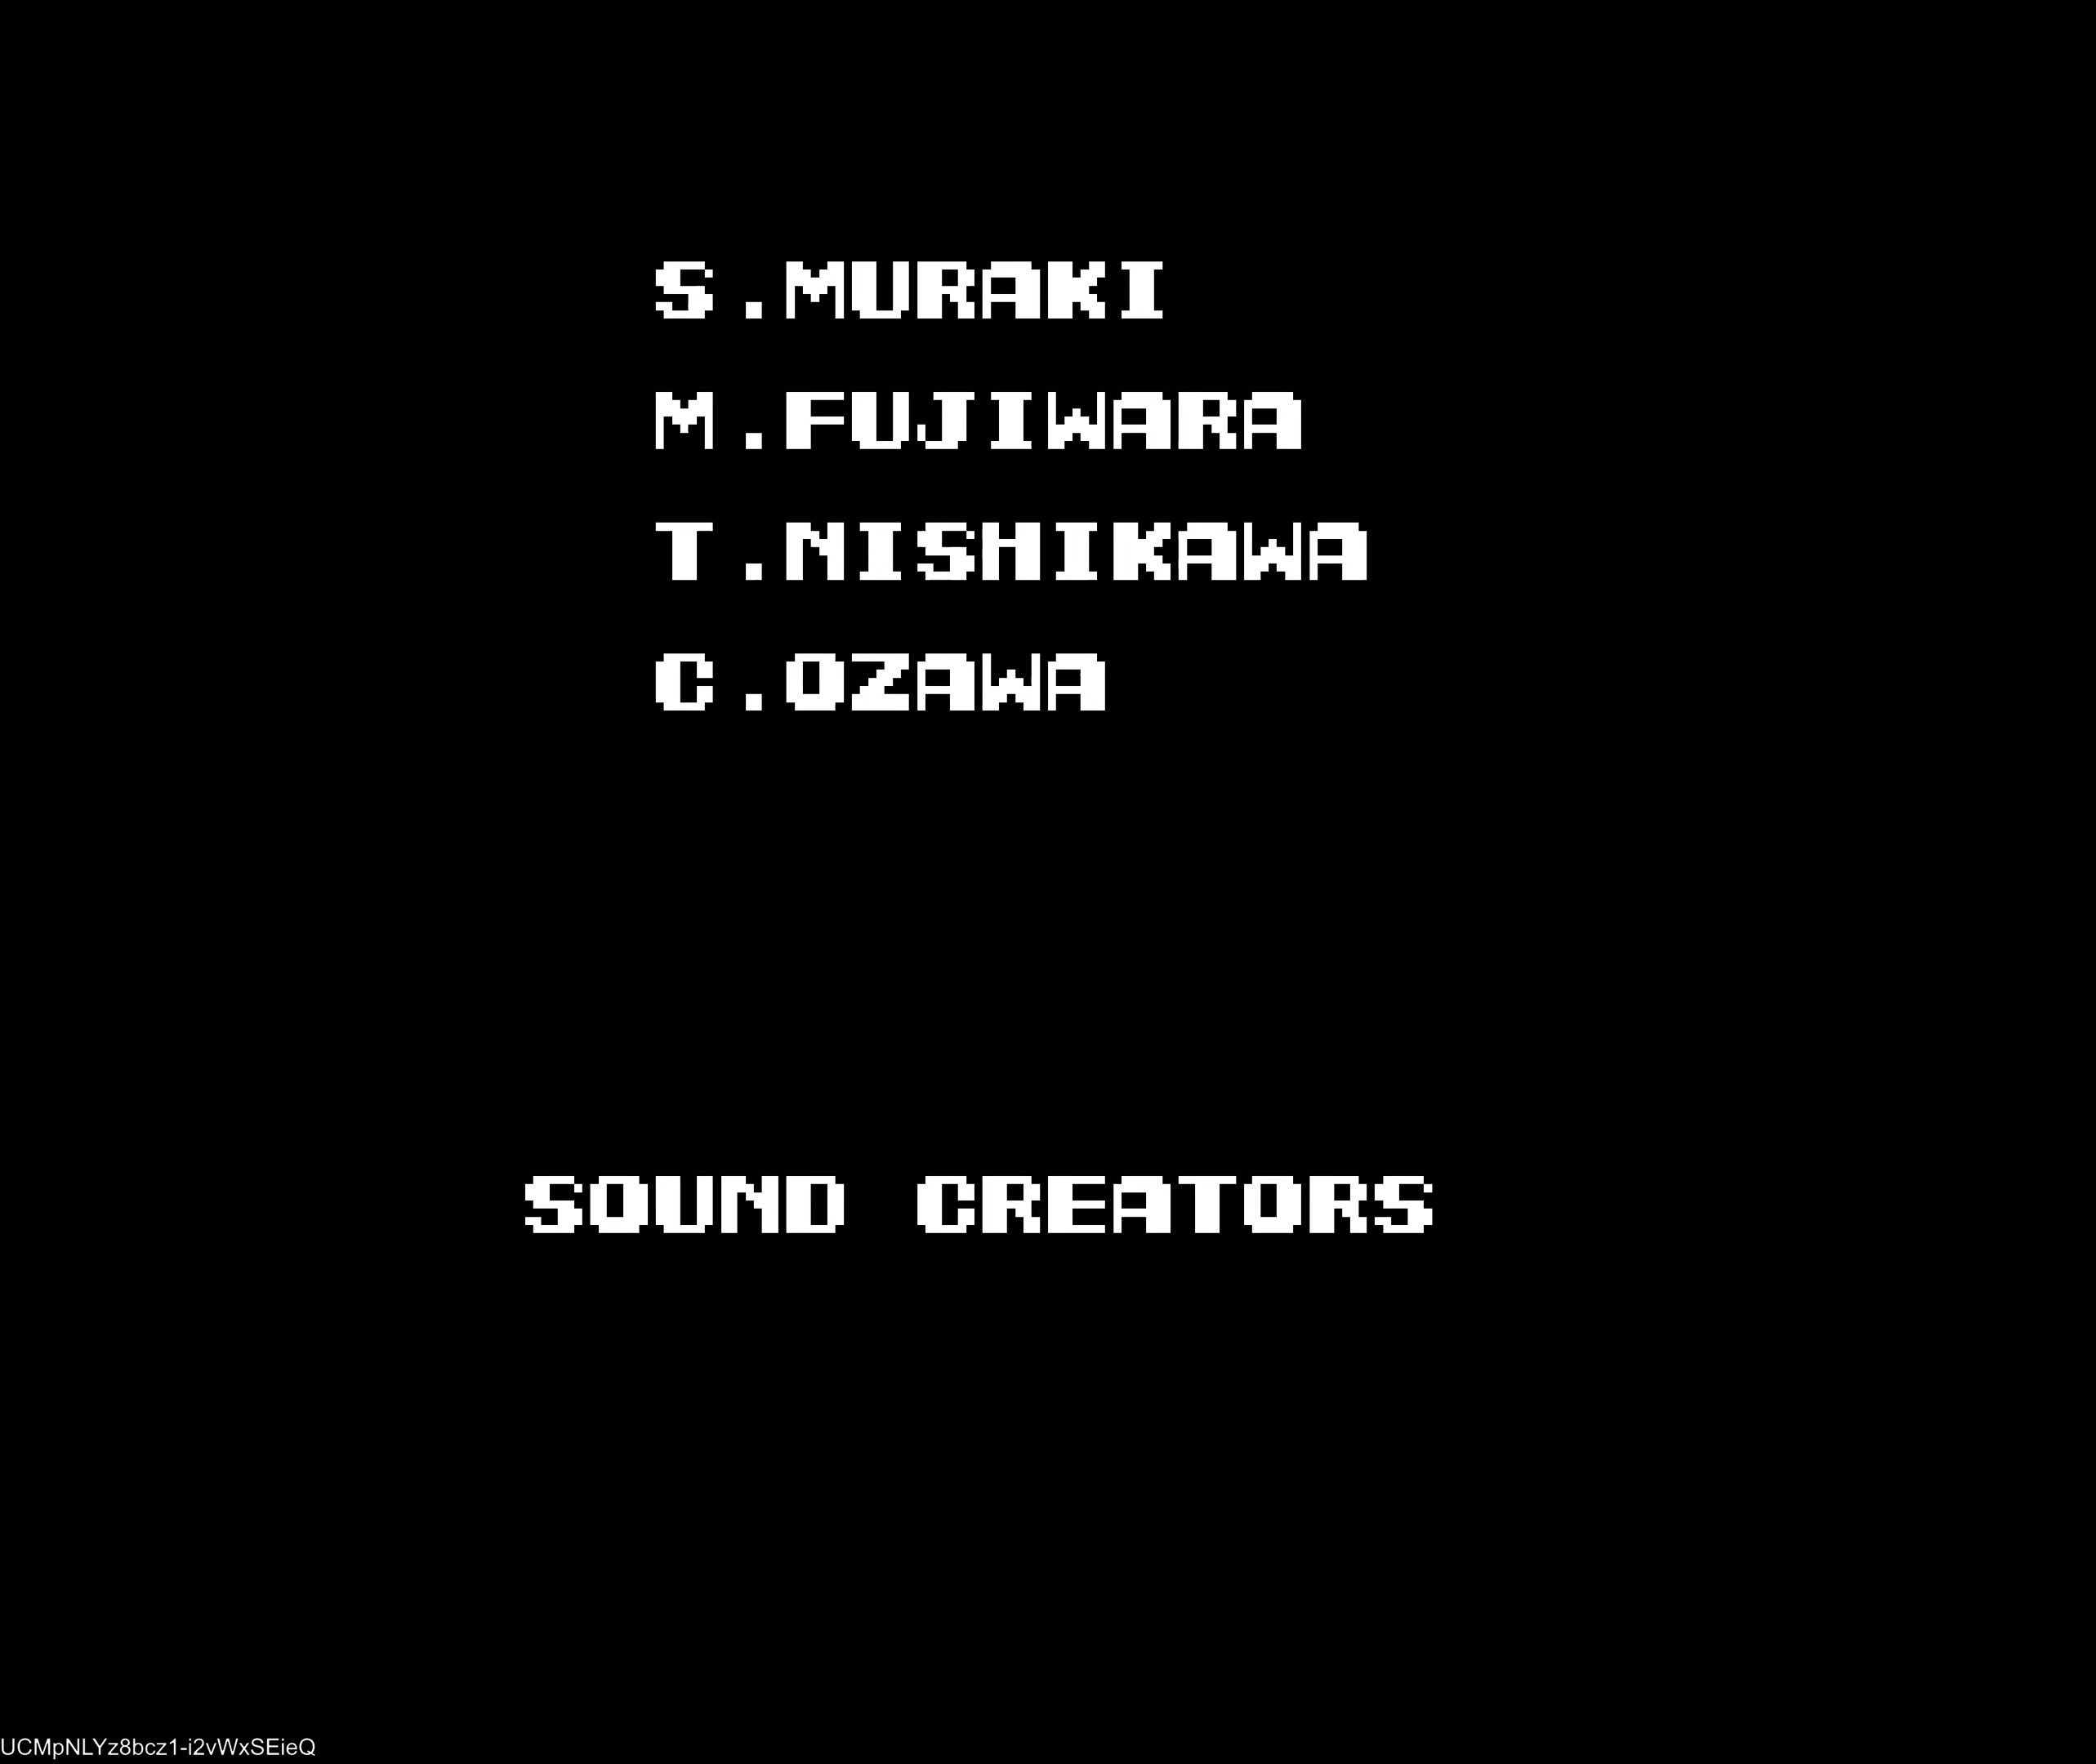 S.MURAKI
M.FUJIWARA
T.NISHIKAWA
C.OZAWA
SOUND CREATORS
UCMpNLYz8bcz1-i2vWxSEieQ